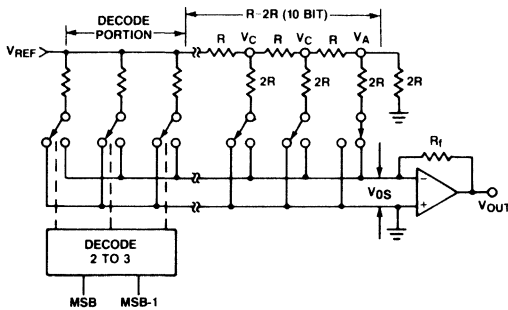 DECODE
PORTION
R-2R (10 BIT)
VREF
R
VC
R
VC
R
VA
2R
2R
2R
2R
Rf
VOS
−
+
VOUT
DECODE
2 TO 3
MSB
MSB-1